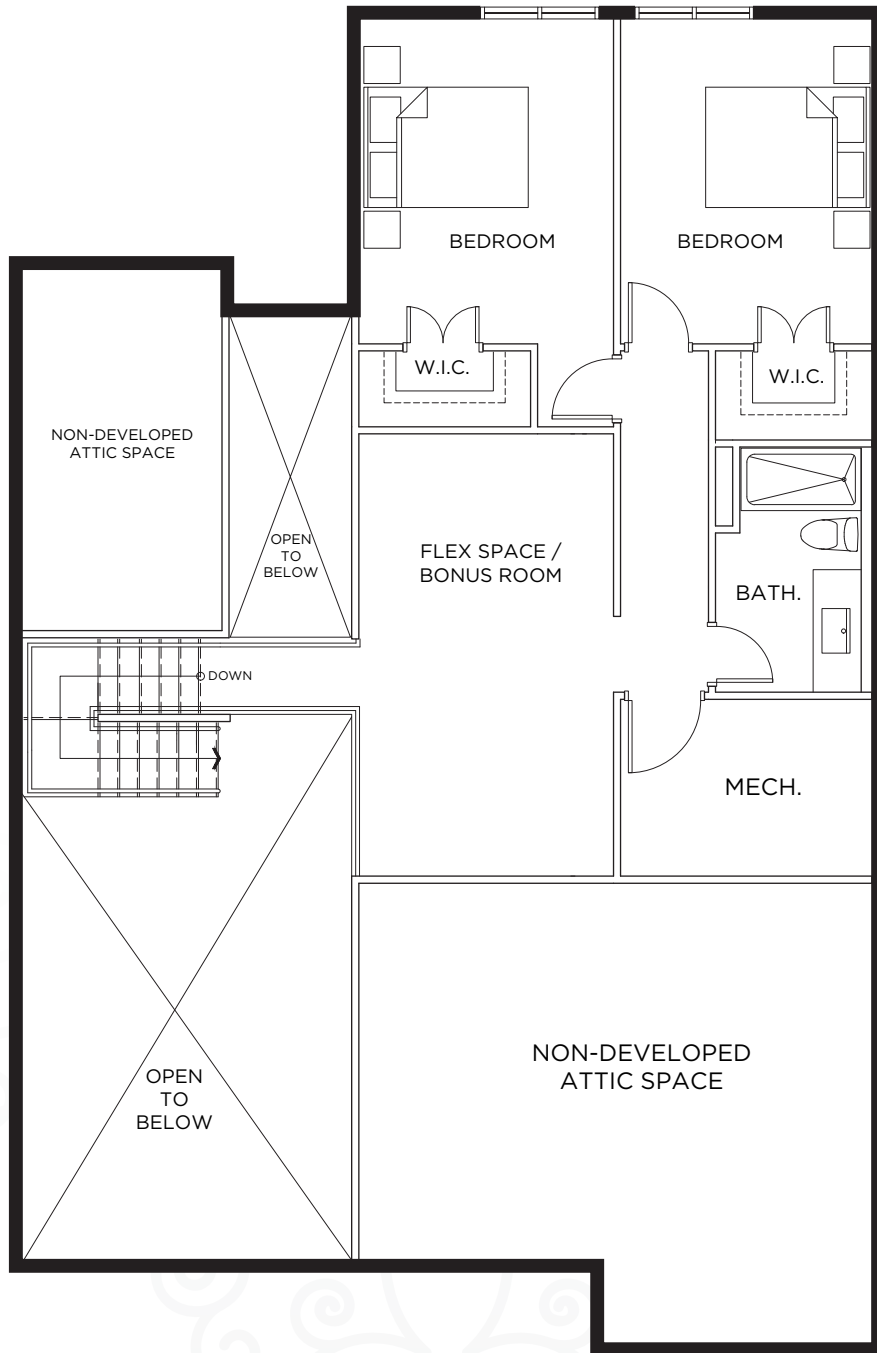 BEDROOM
BEDROOM
W.I.C.
W.I.C.
NON-DEVELOPED
ATTIC SPACE
OPEN
TO
BELOW
FLEX SPACE /
BONUS ROOM
BATH.
DOWN
MECH.
NON-DEVELOPED
ATTIC SPACE
OPEN
TO
BELOW